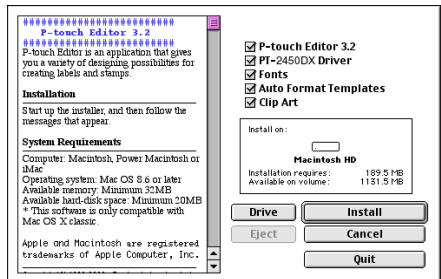 ##########################
P-touch Editor 3.2
##########################
P-touch Editor is an application that gives
you a variety of designing possibilities for
creating labels and stamps.
Installation
Start up the installer, and then follow the
messages that appear.
System Requirements
Computer: Macintosh, Power Macintosh or
iMac
Operating system: Mac OS 8.6 or later
Available memory: Minimum 32MB
Available hard-disk space: Minimum 20MB
* This software is only compatible with
Mac OS X classic.
Apple and Macintosh are registered
trademarks of Apple Computer, Inc.
P-touch Editor 3.2
PT-2450DX Driver
Fonts
Auto Format Templates
Clip Art
Install on:
Macintosh HD
Installation requires: 189.5 MB
Available on volume: 1131.5 MB
Drive
Install
Eject
Cancel
Quit